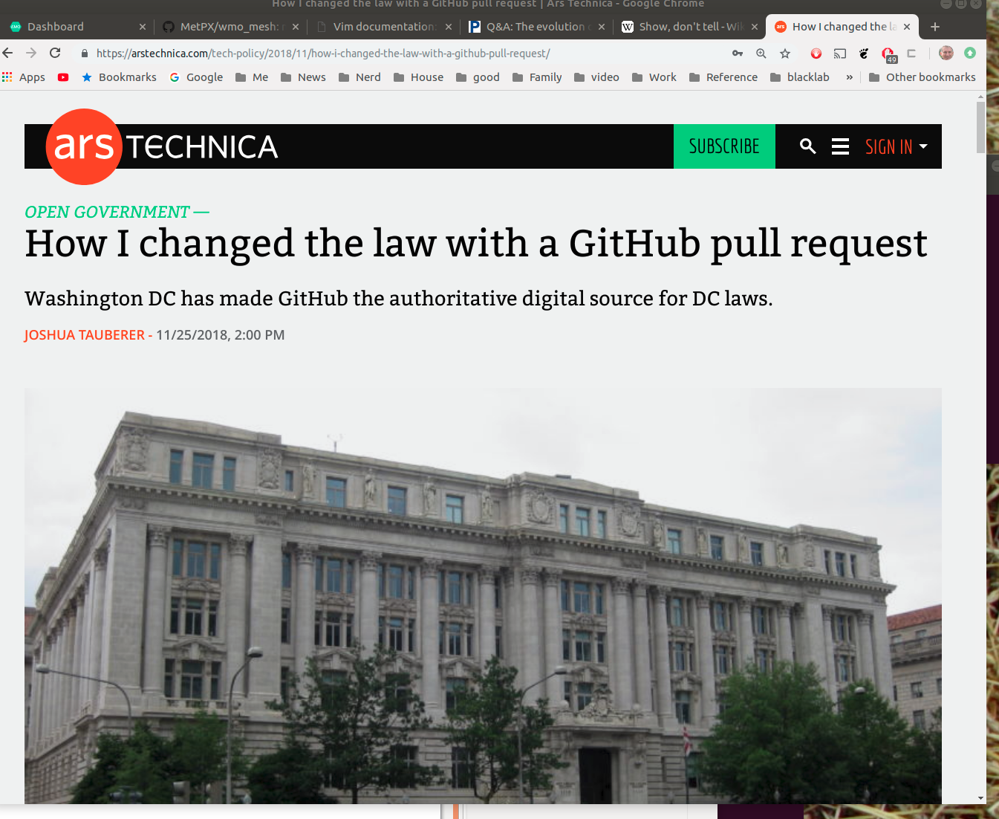 How I changed the law with a GitHub pull request | Ars Technica - Google Chrome
Dashboard
MetPX/wmo_mesh:
Vim documentation:
Q&A: The evolution
Show, don't tell - Wik
How I changed the la
https://arstechnica.com/tech-policy/2018/11/how-i-changed-the-law-with-a-github-pull-request/
49
Apps
Bookmarks
Google
Me
News
Nerd
House
good
Family
video
Work
Reference
blacklab
»
Other bookmarks
ars TECHNICA
SUBSCRIBE
SIGN IN
OPEN GOVERNMENT —
How I changed the law with a GitHub pull request
Washington DC has made GitHub the authoritative digital source for DC laws.
JOSHUA TAUBERER - 11/25/2018, 2:00 PM